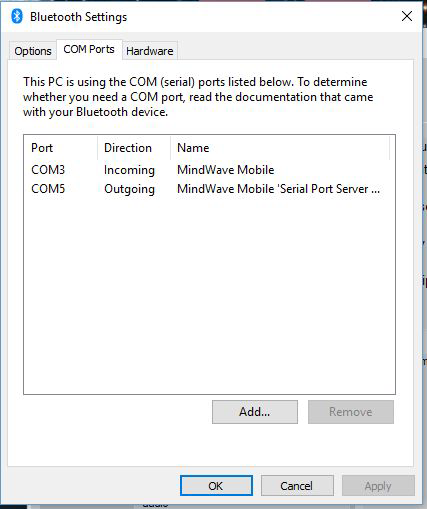 Bluetooth Settings
Options COM Ports Hardware
This PC is using the COM (serial) ports listed below. To determine
whether you need a COM port, read the documentation that came
with your Bluetooth device.
Port Direction Name
COM3 Incoming MindWave Mobile
COM5 Outgoing MindWave Mobile 'Serial Port Server ...
Add... Remove
OK Cancel Apply